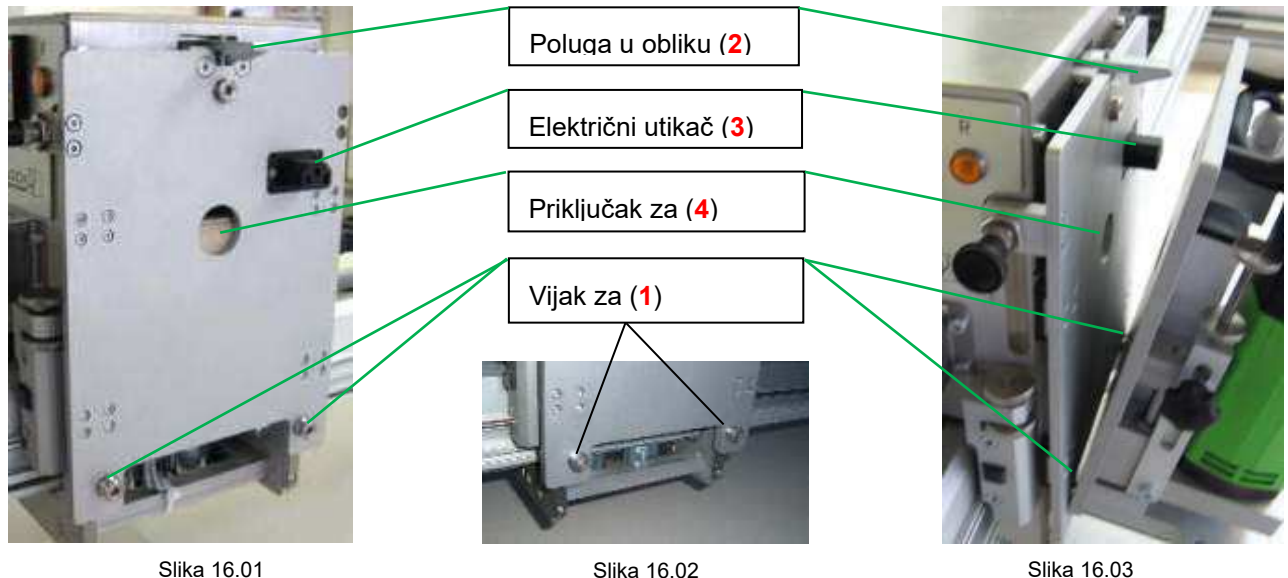 Poluga u obliku (2)
Električni utikač (3)
Priključak za (4)
Vijak za (1)
Slika 16.01
Slika 16.02
Slika 16.03